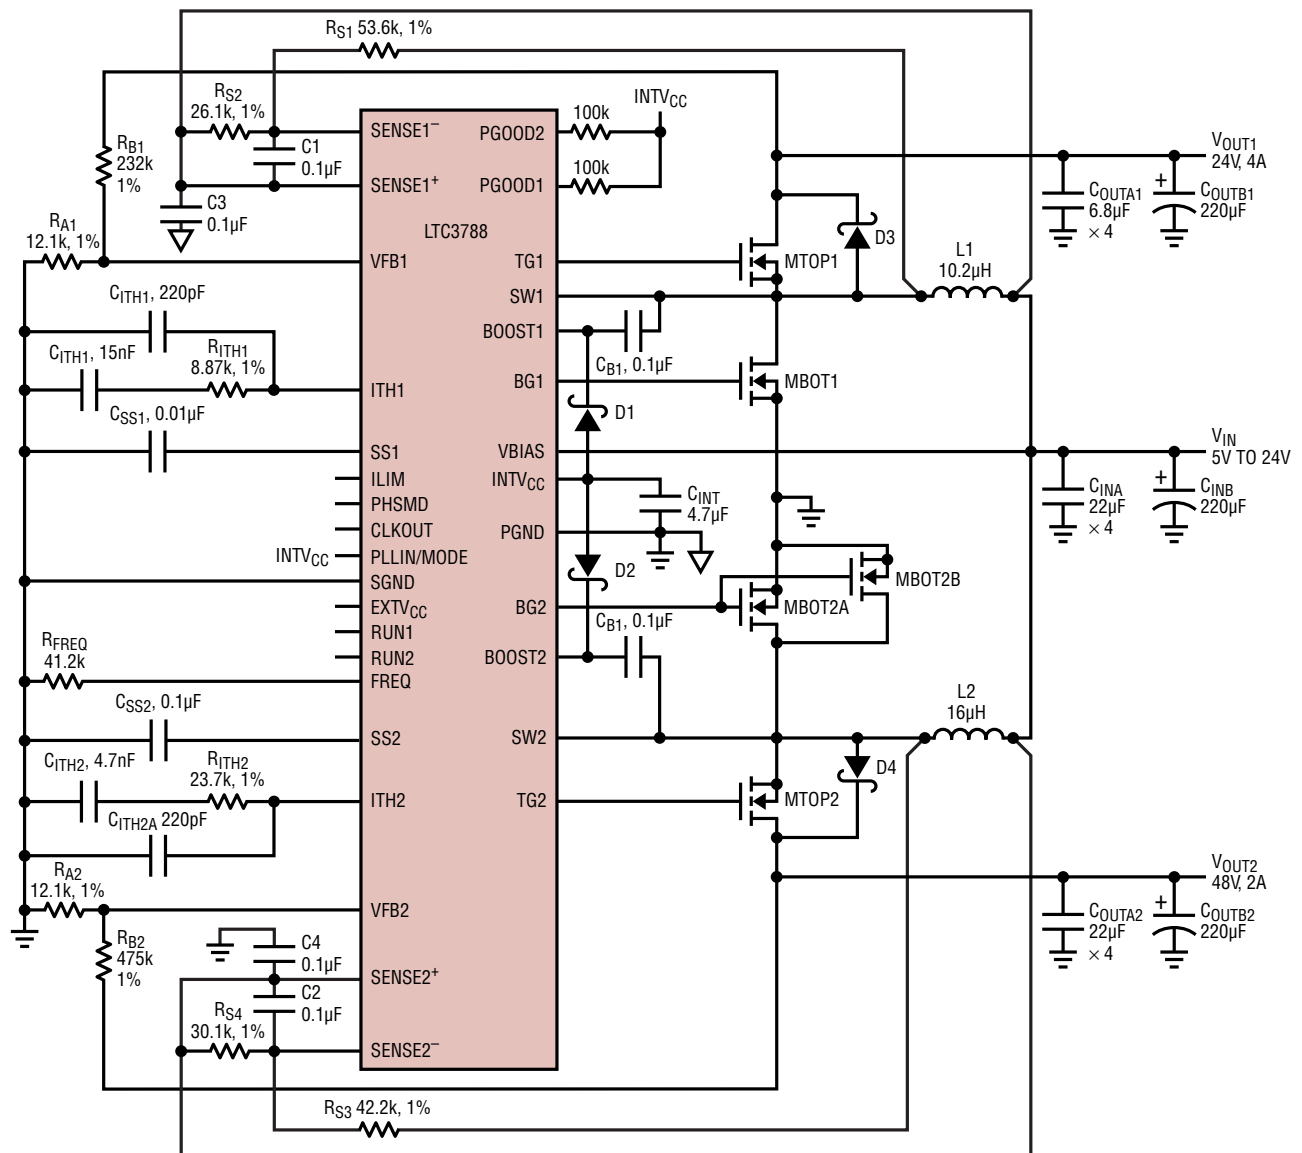 RS1 53.6k, 1%
RS2
26.1k, 1%
C1
0.1µF
RB1
232k
1%
C3
0.1µF
RA1
12.1k, 1%
CITH1, 220pF
CITH1, 15nF
RITH1
8.87k, 1%
CSS1, 0.01µF
INTVCC
RFREQ
41.2k
CSS2, 0.1µF
CITH2, 4.7nF
RITH2
23.7k, 1%
CITH2A 220pF
RA2
12.1k, 1%
RB2
475k
1%
C4
0.1µF
C2
0.1µF
RS4
30.1k, 1%
RS3 42.2k, 1%
LTC3788
SENSE1–
SENSE1+
VFB1
ITH1
SS1
ILIM
PHSMD
CLKOUT
PLLIN/MODE
SGND
EXTVCC
RUN1
RUN2
FREQ
SS2
ITH2
VFB2
SENSE2+
SENSE2–
PGOOD2
PGOOD1
TG1
SW1
BOOST1
BG1
VBIAS
INTVCC
PGND
BG2
BOOST2
SW2
TG2
100k
100k
INTVCC
CB1, 0.1µF
D1
CINT
4.7µF
D2
CB1, 0.1µF
MTOP1
D3
MBOT1
MBOT2B
MBOT2A
MTOP2
D4
L1
10.2µH
L2
16µH
VOUT1
24V, 4A
COUTA1
6.8µF
× 4
COUTB1
220µF
+
VIN
5V TO 24V
CINA
22µF
× 4
CINB
220µF
+
VOUT2
48V, 2A
COUTA2
22µF
× 4
COUTB2
220µF
+